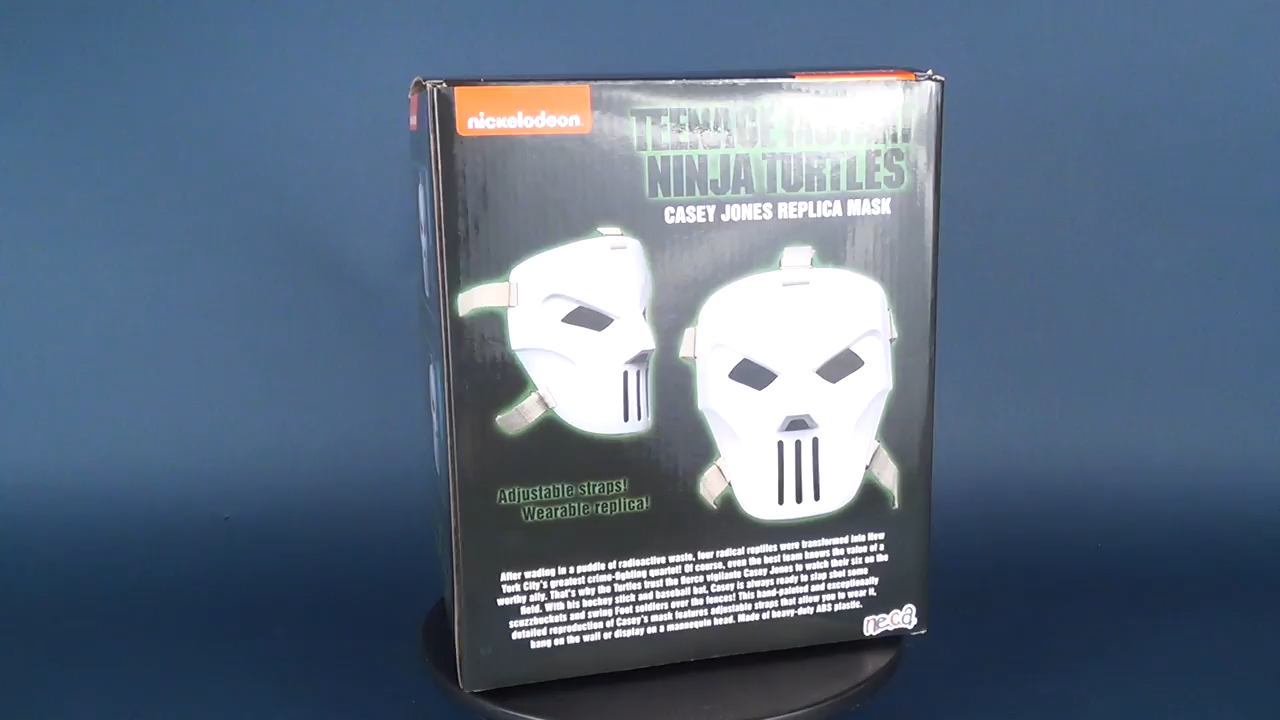 nickelodeon
TEENAGE MUTANT
NINJA TURTLES
CASEY JONES REPLICA MASK
Adjustable straps!
Wearable replica!
After wading in a puddle of radioactive waste, four radical reptiles were transformed into New
York City's greatest crime-fighting quartet! Of course, even the best team knows the value of a
worthy ally. That's why the Turtles trust the fierce vigilante Casey Jones to watch their six on the
field. With his hockey stick and baseball bat, Casey is always ready to slap shot some
scuzzbuckets and swing Foot soldiers over the fences! This hand-painted and exceptionally
detailed reproduction of Casey's mask features adjustable straps that allow you to wear it,
hang on the wall or display on a mannequin head. Made of heavy-duty ABS plastic.
neca